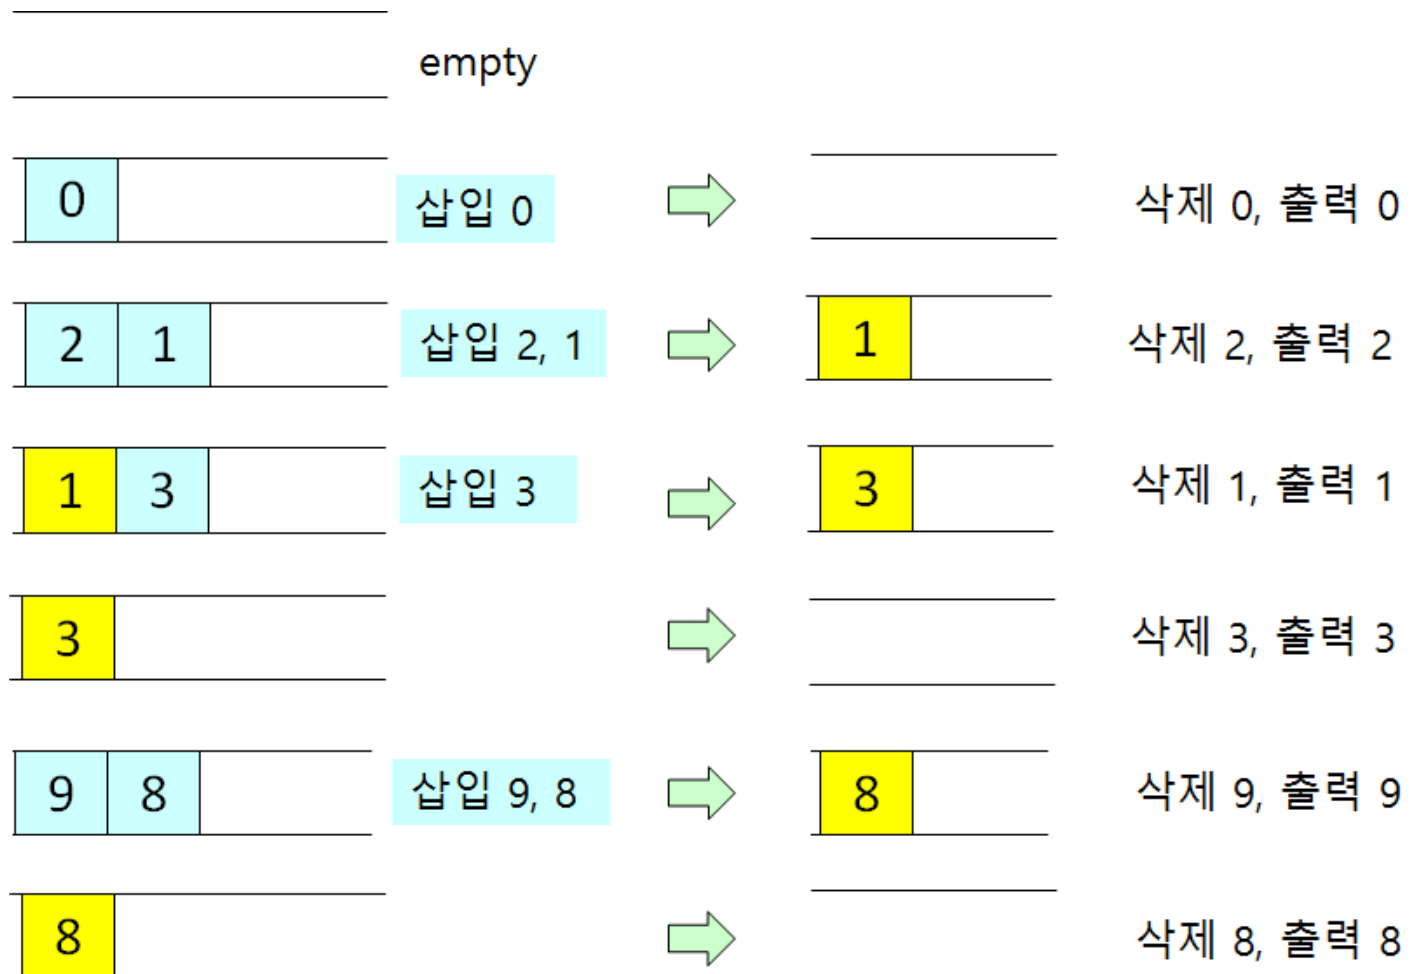 empty
0 삽입 0 삭제 0, 출력 0
2 1 삽입 2, 1 1 삭제 2, 출력 2
1 3 삽입 3 3 삭제 1, 출력 1
3 삭제 3, 출력 3
9 8 삽입 9, 8 8 삭제 9, 출력 9
8 삭제 8, 출력 8